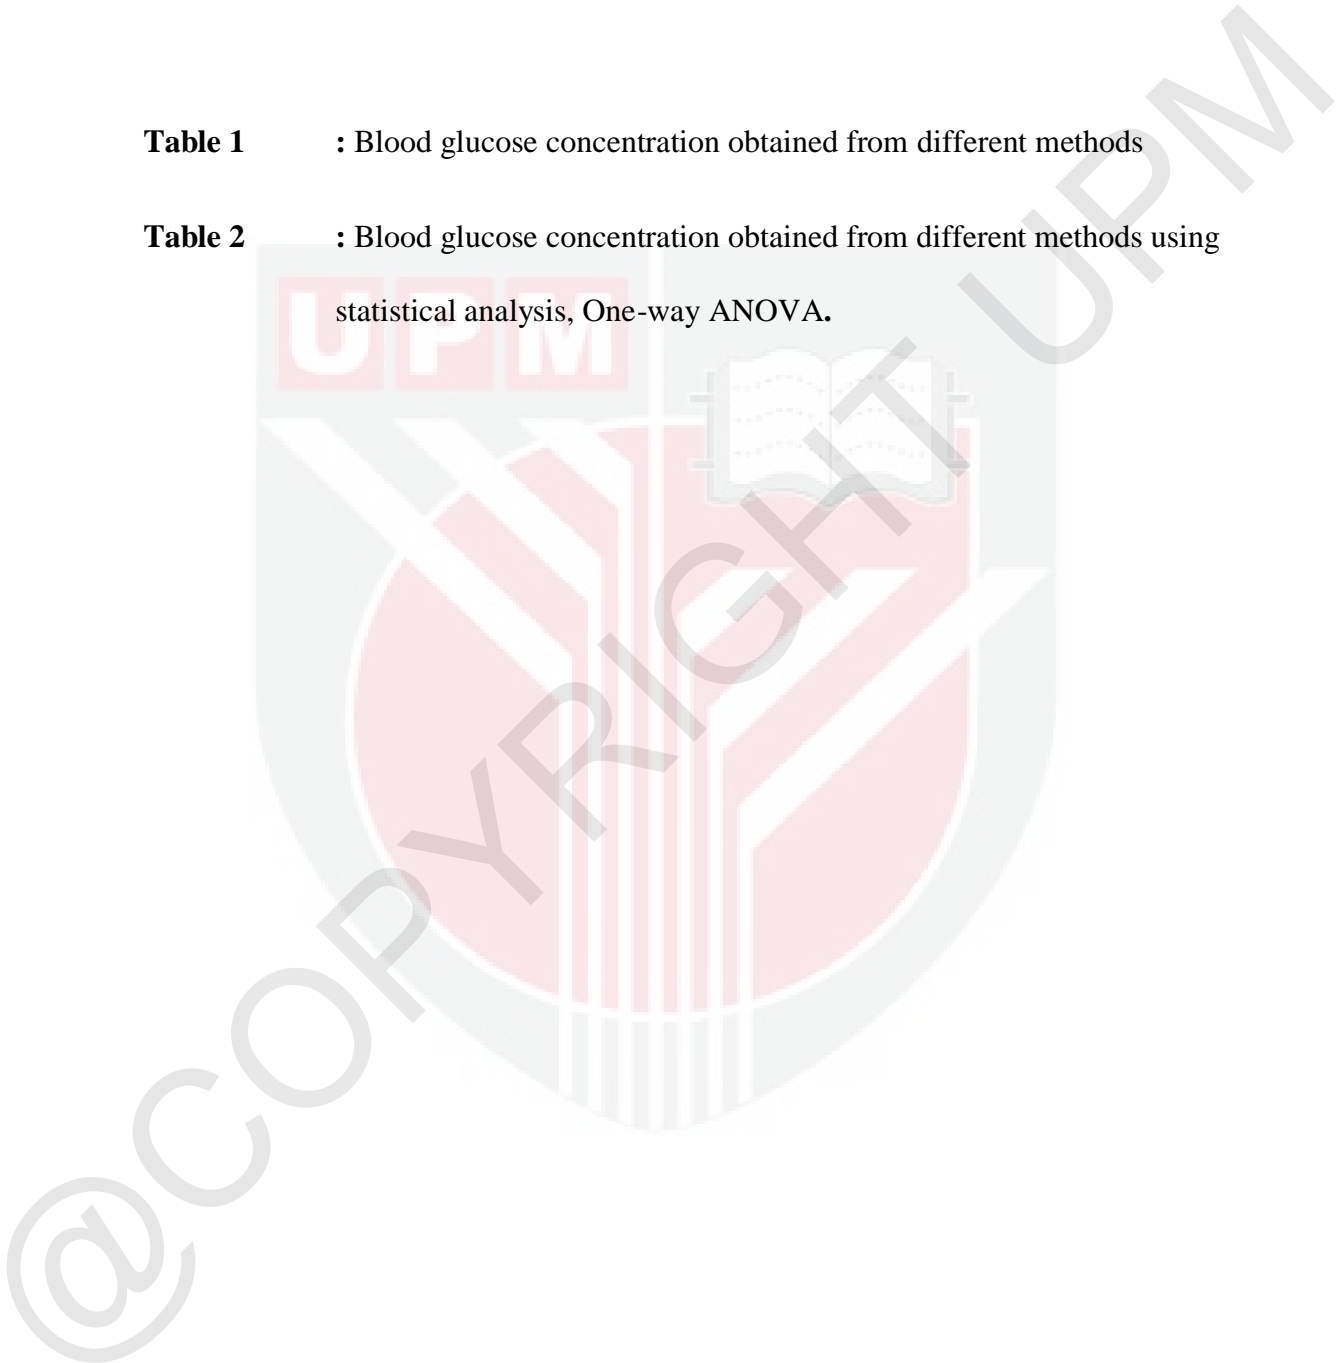 Table 1 : Blood glucose concentration obtained from different methods
Table 2 : Blood glucose concentration obtained from different methods using
statistical analysis, One-way ANOVA.
UPM
@COPYRIGHT UPM